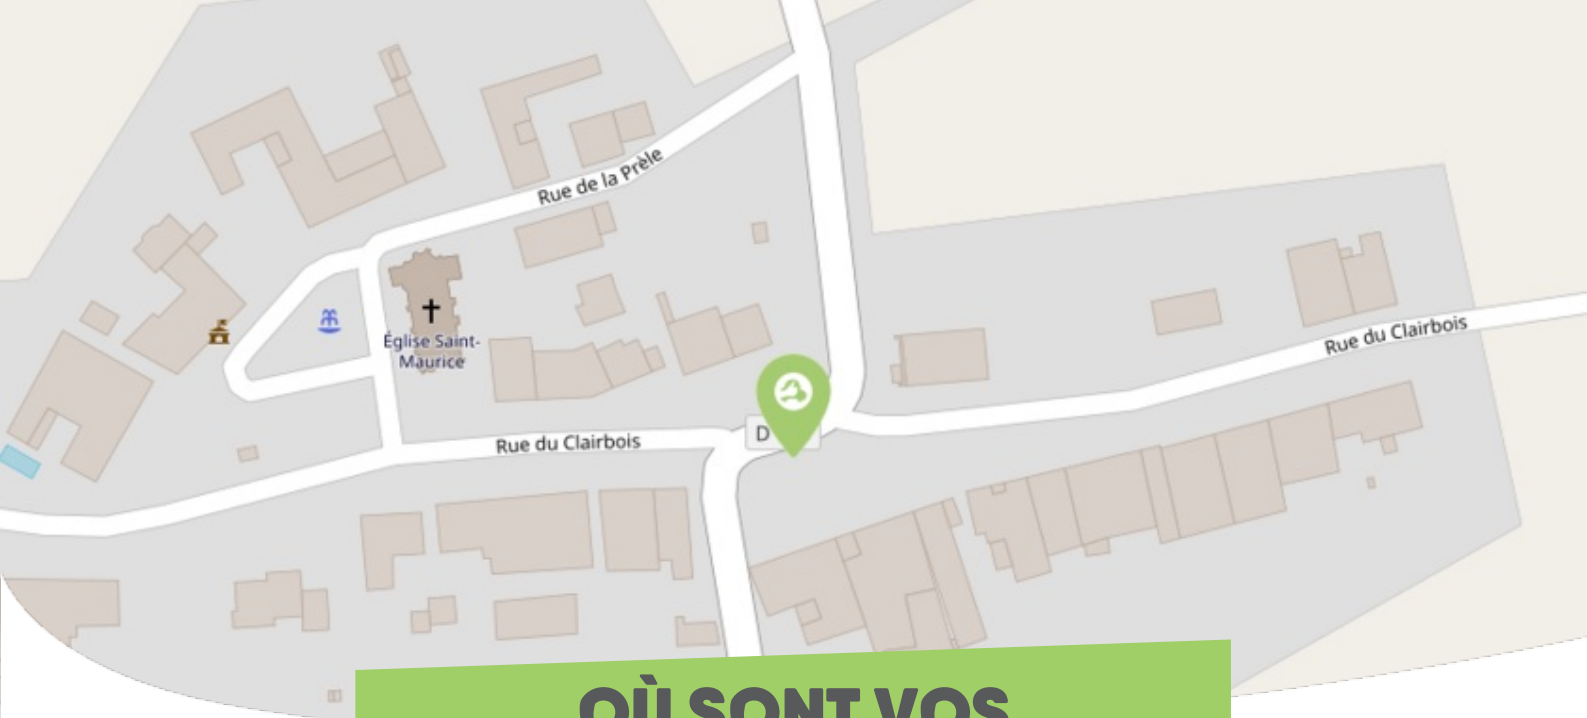 Rue de la Prèle
Église Saint-
Maurice
Rue du Clairbois
Rue du Clairbois
D
OÙ SONT VOS